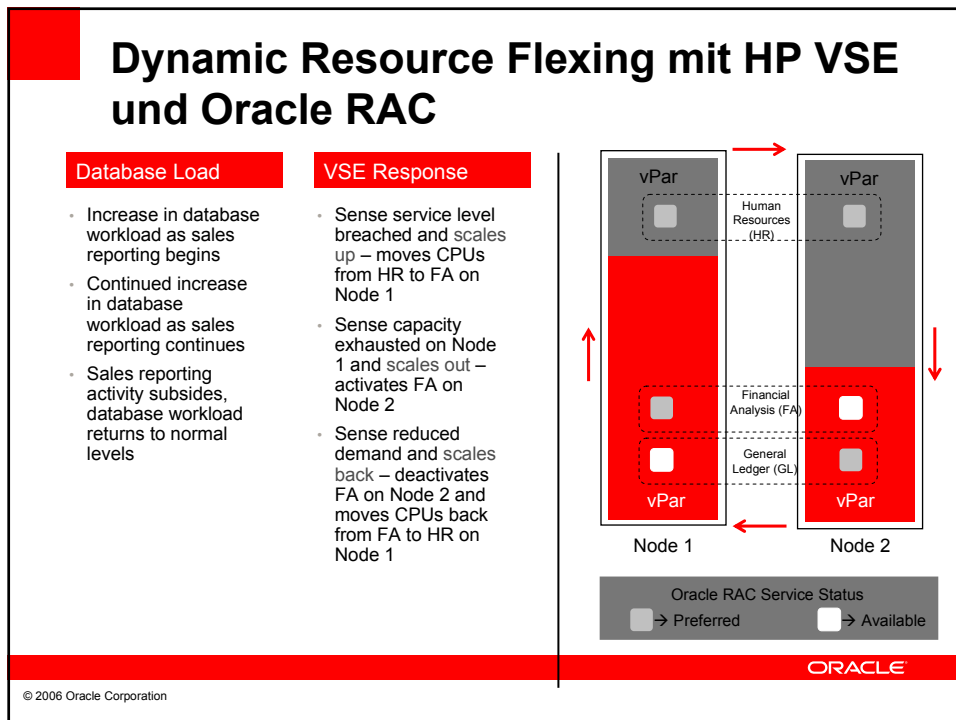 Dynamic Resource Flexing mit HP VSE
und Oracle RAC
Database Load
• Increase in database
workload as sales
reporting begins
• Continued increase
in database
workload as sales
reporting continues
• Sales reporting
activity subsides,
database workload
returns to normal
levels
VSE Response
• Sense service level
breached and scales
up – moves CPUs
from HR to FA on
Node 1
• Sense capacity
exhausted on Node
1 and scales out –
activates FA on
Node 2
• Sense reduced
demand and scales
back – deactivates
FA on Node 2 and
moves CPUs back
from FA to HR on
Node 1
vPar
vPar
Human
Resources
(HR)
Financial
Analysis (FA)
General
Ledger (GL)
vPar
vPar
Node 1
Node 2
Oracle RAC Service Status
→ Preferred
→ Available
ORACLE
© 2006 Oracle Corporation